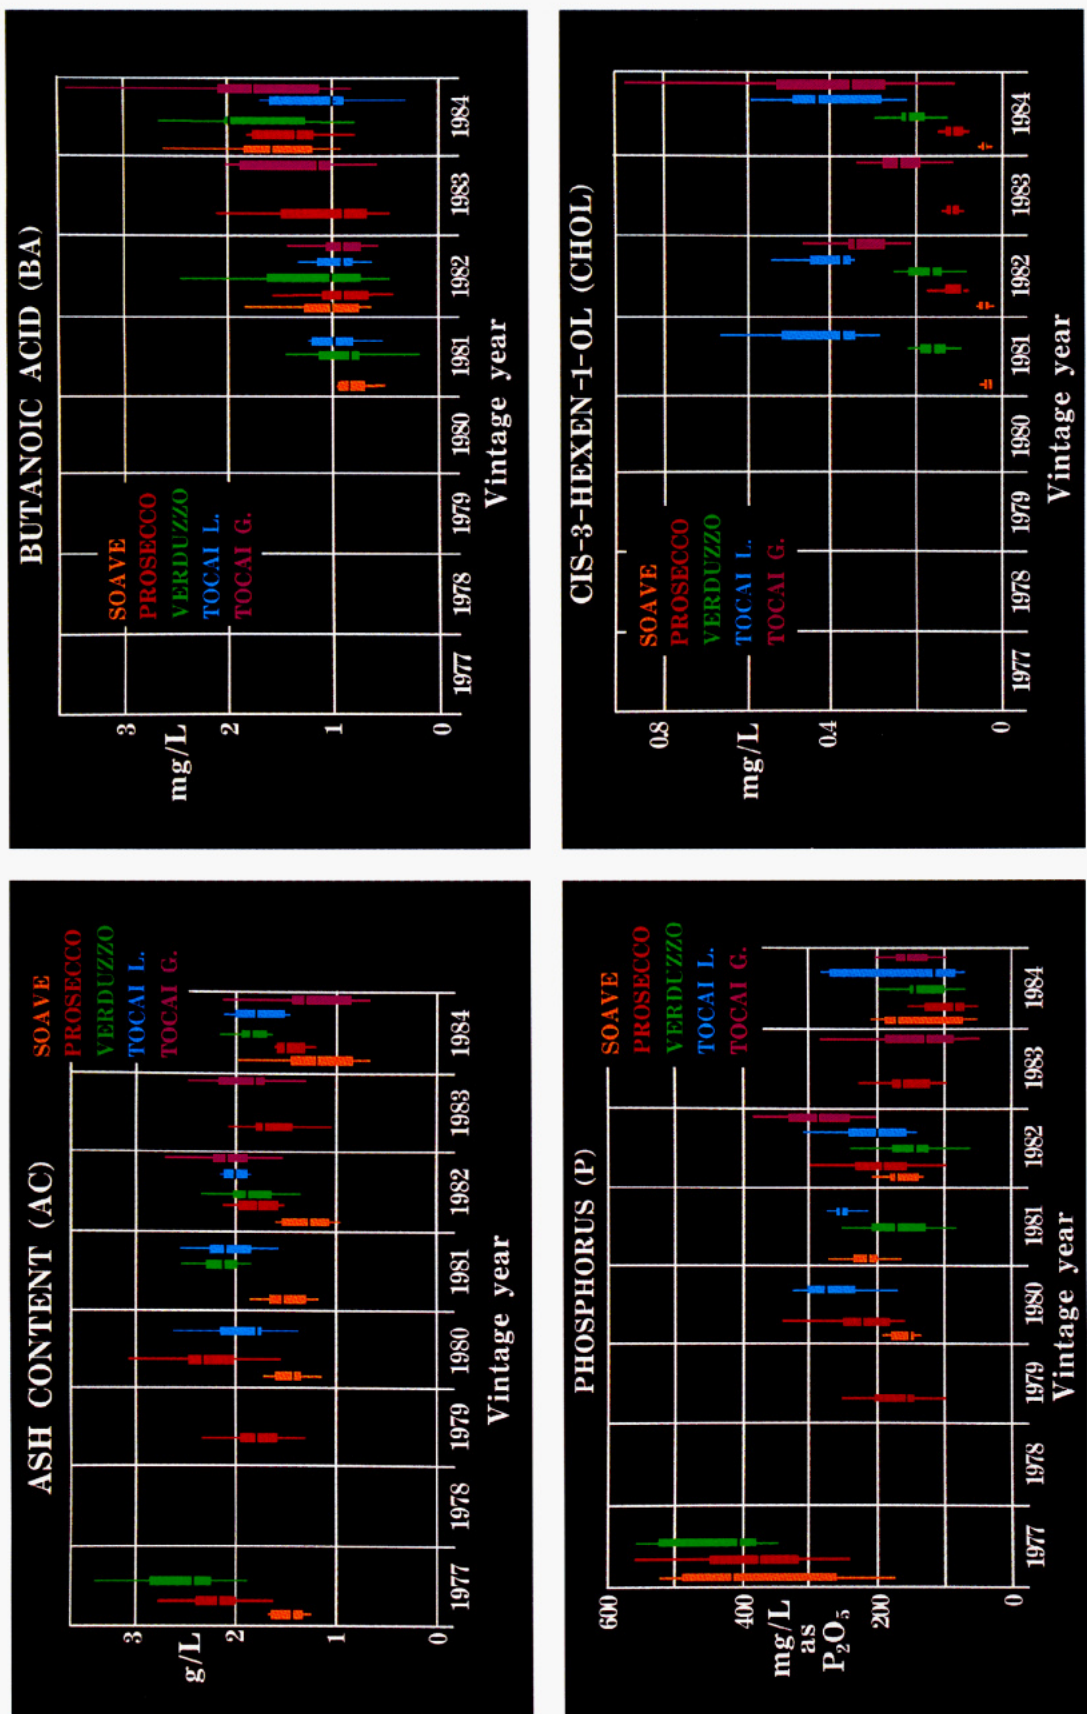 BUTANOIC ACID (BA)
3
mg/L
2
1
0
SOAVE
PROSECCO
VERDUZZO
TOCAI L.
TOCAI G.
1977 1978 1979 1980 1981 1982 1983 1984
Vintage year
CIS-3-HEXEN-1-OL (CHOL)
0.8
mg/L
0.4
0
SOAVE
PROSECCO
VERDUZZO
TOCAI L.
TOCAI G.
1977 1978 1979 1980 1981 1982 1983 1984
Vintage year
ASH CONTENT (AC)
SOAVE
PROSECCO
VERDUZZO
TOCAI L.
TOCAI G.
3
g/L
2
1
0
1977 1978 1979 1980 1981 1982 1983 1984
Vintage year
PHOSPHORUS (P)
SOAVE
PROSECCO
VERDUZZO
TOCAI L.
TOCAI G.
600
400
mg/L
as
P₂O₅
200
0
1977 1978 1979 1980 1981 1982 1983 1984
Vintage year